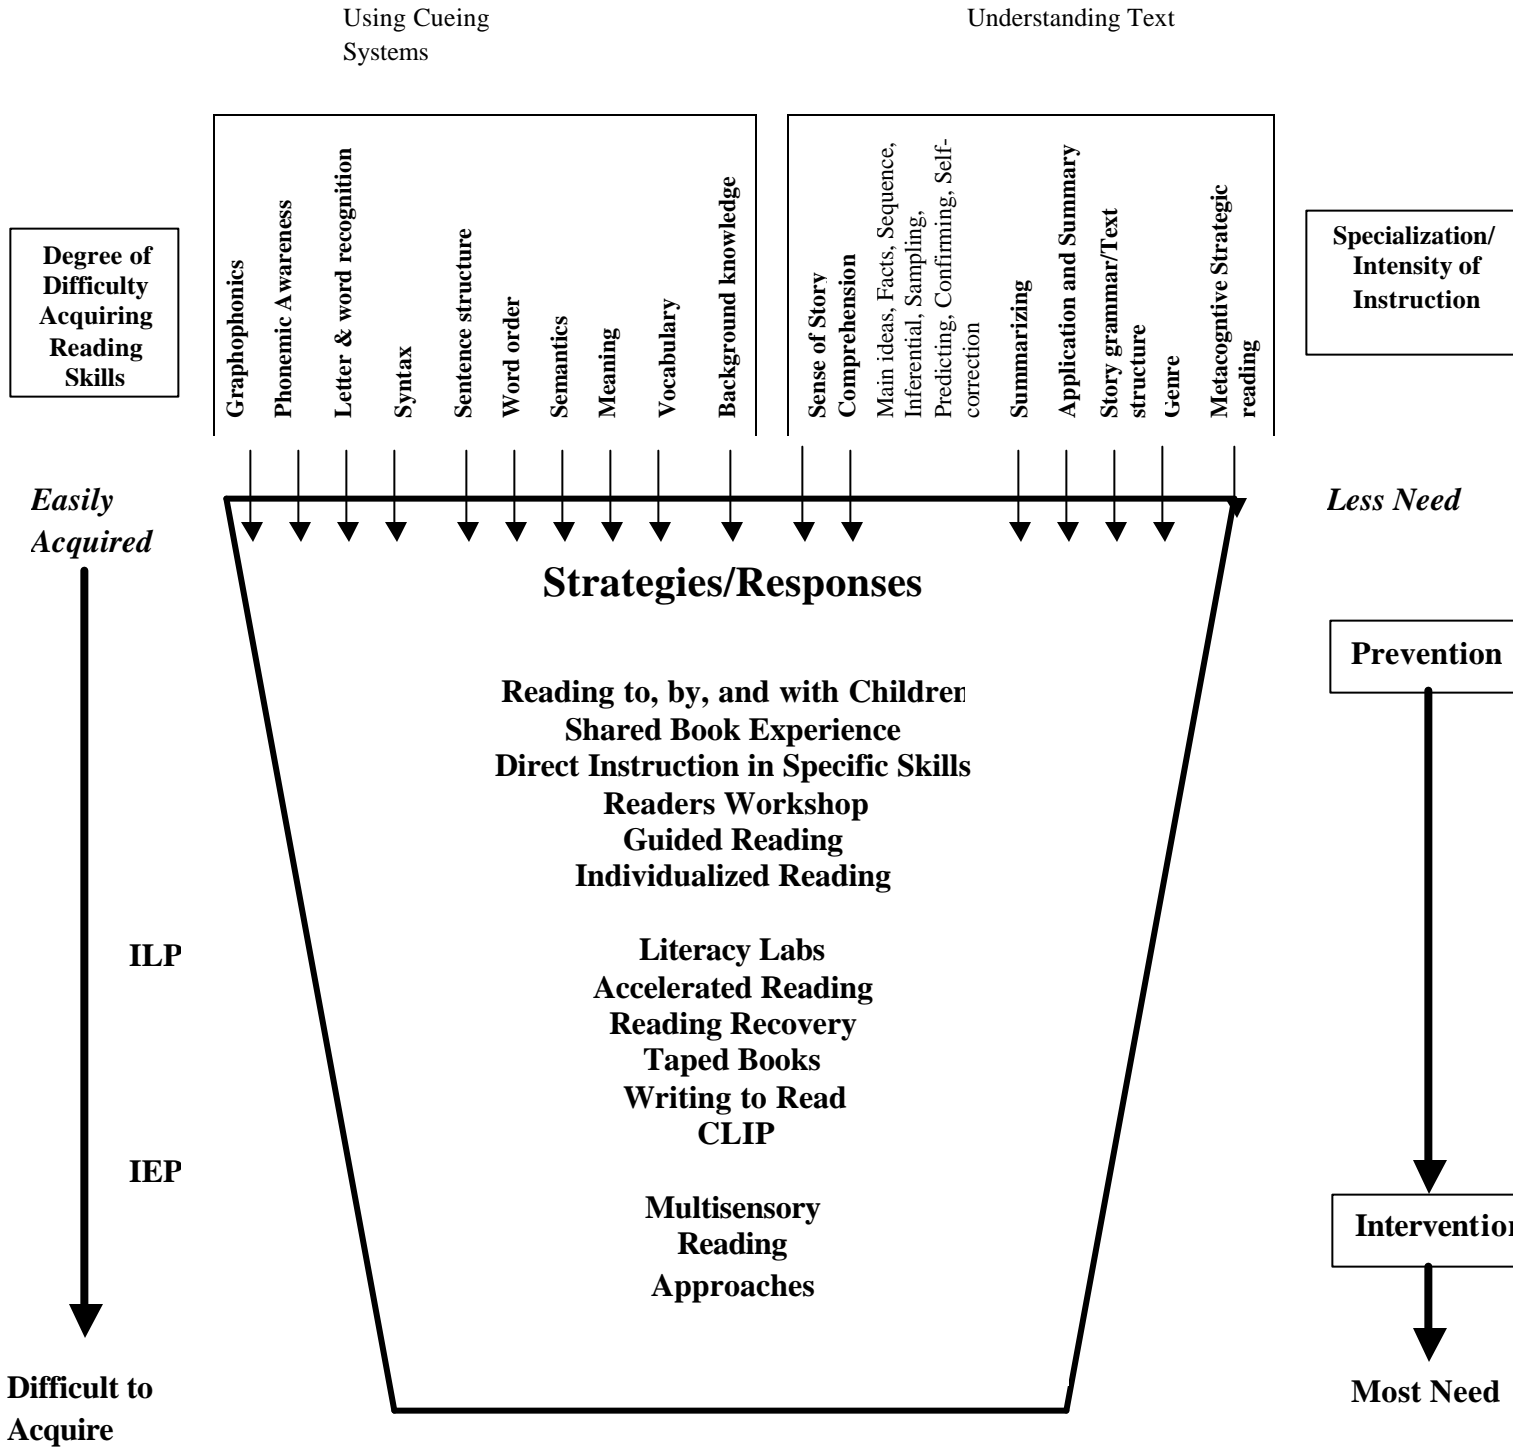 Using Cueing
Systems
Understanding Text
Degree of
Difficulty
Acquiring
Reading
Skills
Graphophonics
Phonemic Awareness
Letter & word recognition
Syntax
Sentence structure
Word order
Semantics
Meaning
Vocabulary
Background knowledge
Sense of Story
Comprehension
Main ideas, Facts, Sequence,
Inferential, Sampling,
Predicting, Confirming, Self-
correction
Summarizing
Application and Summary
Story grammar/Text
structure
Genre
Metacogntive Strategic
reading
Specialization/
Intensity of
Instruction
Easily
Acquired
Less Need
Strategies/Responses
Prevention
Reading to, by, and with Children
Shared Book Experience
Direct Instruction in Specific Skills
Readers Workshop
Guided Reading
Individualized Reading
ILP
Literacy Labs
Accelerated Reading
Reading Recovery
Taped Books
Writing to Read
CLIP
IEP
Multisensory
Reading
Approaches
Intervention
Difficult to
Acquire
Most Need